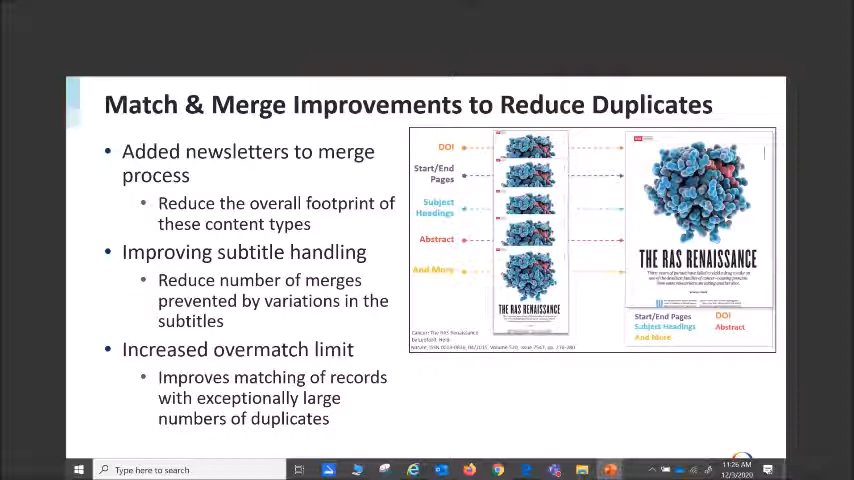 Match & Merge Improvements to Reduce Duplicates
• Added newsletters to merge
process
• Reduce the overall footprint of
these content types
• Improving subtitle handling
• Reduce number of merges
prevented by variations in the
subtitles
• Increased overmatch limit
• Improves matching of records
with exceptionally large
numbers of duplicates
DOI
Start/End
Pages
Subject
Headings
Abstract
And More
THE RAS RENAISSANCE
Cancer: The RAS Renaissance
THE RAS RENAISSANCE
Start/End Pages DOI
Subject Headings Abstract
And More
Type here to search
11:26 AM
12/3/2020